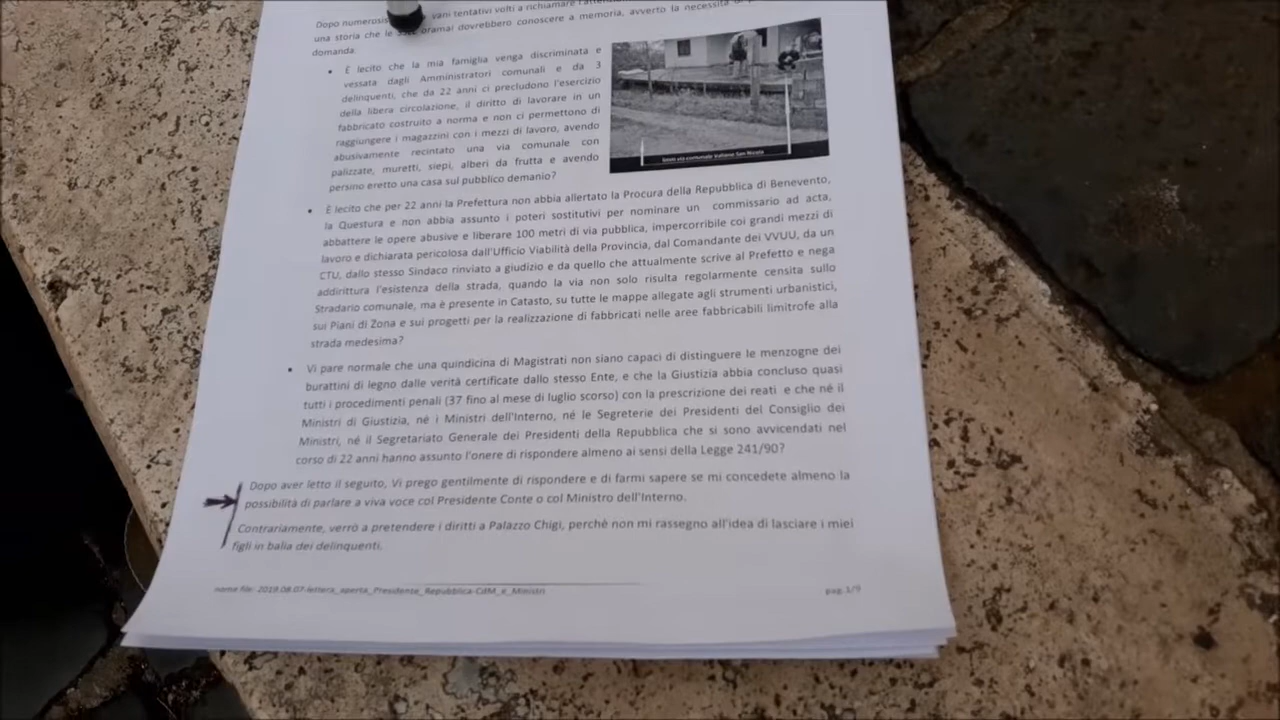 Dopo numerosi vani tentativi volti a richiamare
una storia che le oramai dovrebbero conoscere a memoria, avverto la necessità
domanda:
• È lecito che la mia famiglia venga discriminata e
vessata dagli Amministratori comunali e da 3
delinquenti, che da 22 anni ci precludono l'esercizio
della libera circolazione, il diritto di lavorare in un
fabbricato costruito a norma e non ci permettono di
raggiungere i magazzini con i mezzi di lavoro, avendo
abusivamente recintato una via comunale con
palizzate, muretti, siepi, alberi da frutta e avendo
persino eretto una casa sul pubblico demanio?
via comunale San Nicola
• È lecito che per 22 anni la Prefettura non abbia allertato la Procura della Repubblica di Benevento,
la Questura e non abbia assunto i poteri sostitutivi per nominare un commissario ad acta,
abbattere le opere abusive e liberare 100 metri di via pubblica, impercorribile coi grandi mezzi di
lavoro e dichiarata pericolosa dall'Ufficio Viabilità della Provincia, dal Comandante dei VVUU, da un
CTU, dallo stesso Sindaco rinviato a giudizio e da quello che attualmente scrive al Prefetto e nega
addirittura l'esistenza della strada, quando la via non solo risulta regolarmente censita sullo
Stradario comunale, ma è presente in Catasto, su tutte le mappe allegate agli strumenti urbanistici,
sui Piani di Zona e sui progetti per la realizzazione di fabbricati nelle aree fabbricabili limitrofe alla
strada medesima?
• Vi pare normale che una quindicina di Magistrati non siano capaci di distinguere le menzogne dei
burattini di legno dalle verità certificate dallo stesso Ente, e che la Giustizia abbia concluso quasi
tutti i procedimenti penali (37 fino al mese di luglio scorso) con la prescrizione dei reati e che né il
Ministri di Giustizia, né i Ministri dell'Interno, né le Segreterie dei Presidenti del Consiglio dei
Ministri, né il Segretariato Generale dei Presidenti della Repubblica che si sono avvicendati nel
corso di 22 anni hanno assunto l'onere di rispondere almeno ai sensi della Legge 241/90?
Dopo aver letto il seguito, Vi prego gentilmente di rispondere e di farmi sapere se mi concedete almeno la
possibilità di parlare a viva voce col Presidente Conte o col Ministro dell'Interno.
Contrariamente, verrò a pretendere i diritti a Palazzo Chigi, perchè non mi rassegno all'idea di lasciare i miei
figli in balia dei delinquenti.
nome file: 2019.08.07-lettera_aperta_Presidente_Repubblica-CdM_e_Ministri
pag 1/9